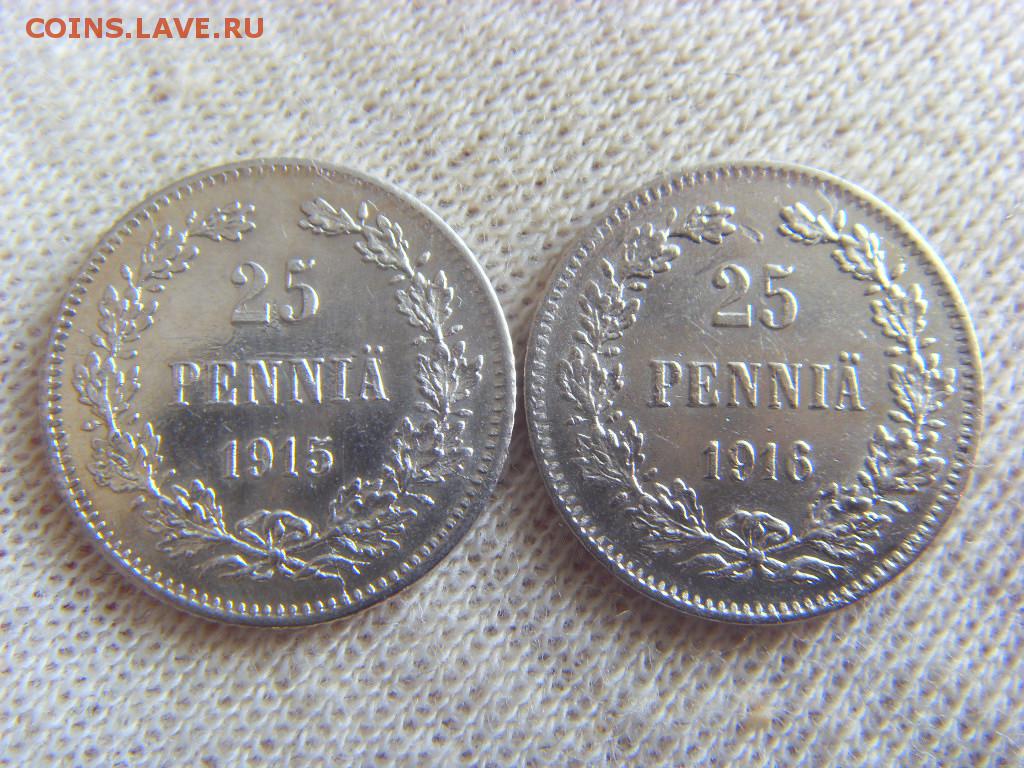 COINS.LAVE.RU
25
PENNIÄ
1915
25
PENNIÄ
1916